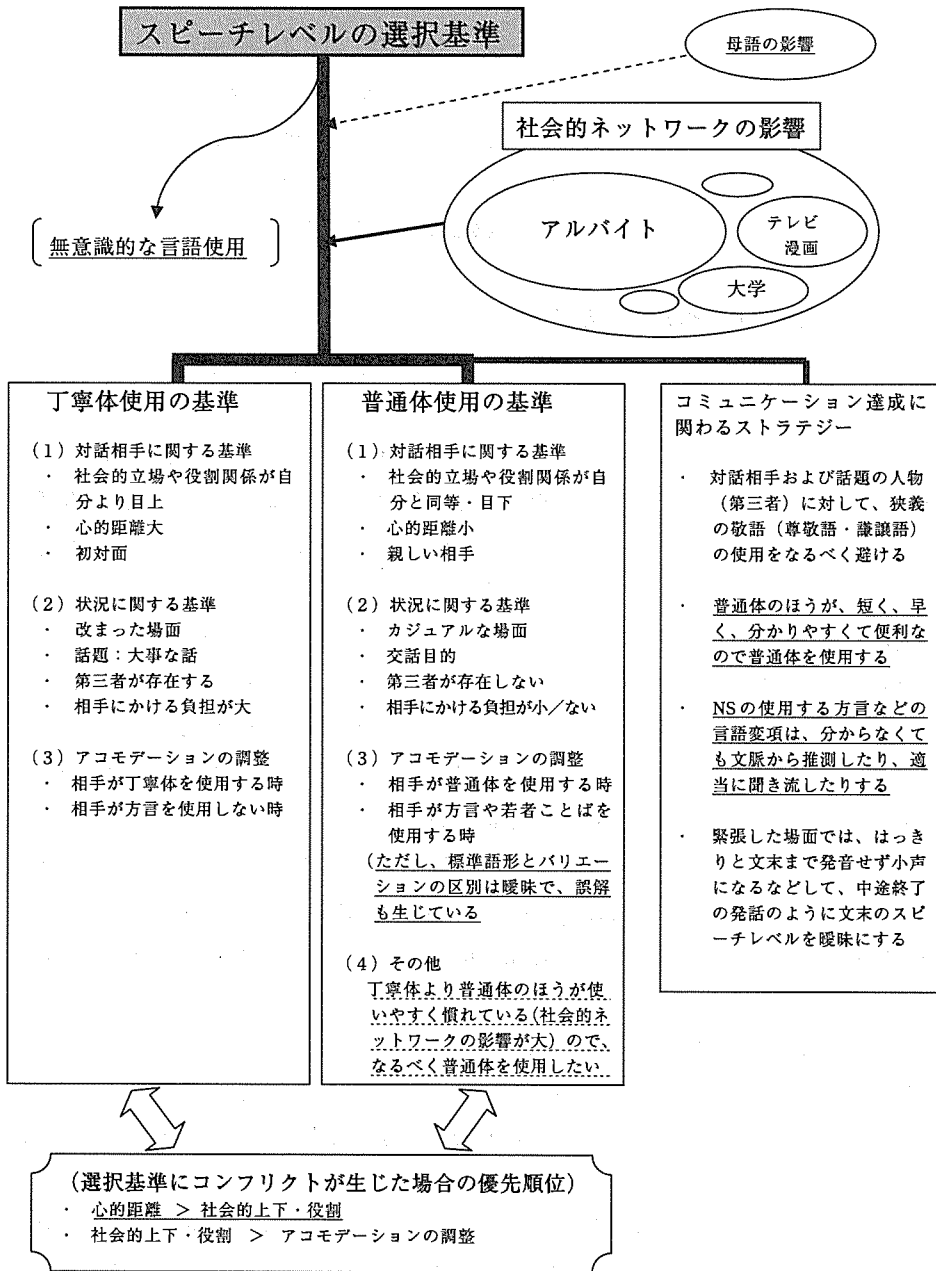 スピーチレベルの選択基準
母語の影響
社会的ネットワークの影響
アルバイト
テレビ
漫画
大学
無意識的な言語使用
丁寧体使用の基準
(1)対話相手に関する基準
・ 社会的立場や役割関係が自
分より目上
・ 心的距離大
・ 初対面
(2)状況に関する基準
・ 改まった場面
・ 話題:大事な話
・ 第三者が存在する
・ 相手にかける負担が大
(3)アコモデーションの調整
・ 相手が丁寧体を使用する時
・ 相手が方言を使用しない時
普通体使用の基準
(1)対話相手に関する基準
・ 社会的立場や役割関係が自
分と同等・目下
・ 心的距離小
・ 親しい相手
(2)状況に関する基準
・ カジュアルな場面
・ 交話目的
・ 第三者が存在しない
・ 相手にかける負担が小/ない
(3)アコモデーションの調整
・ 相手が普通体を使用する時
・ 相手が方言や若者ことばを
使用する時
(ただし、標準語形とバリエー
ションの区別は曖昧で、誤解
も生じている
(4)その他
丁寧体より普通体のほうが使
いやすく慣れている(社会的ネ
ットワークの影響が大)ので、
なるべく普通体を使用したい
コミュニケーション達成に
関わるストラテジー
・ 対話相手および話題の人物
(第三者)に対して、狭義
の敬語(尊敬語・謙譲語)
の使用をなるべく避ける
・ 普通体のほうが、短く、早
く、分かりやすくて便利な
ので普通体を使用する
・ NSの使用する方言などの
言語変項は、分からなくて
も文脈から推測したり、適
当に聞き流したりする
・ 緊張した場面では、はっき
りと文末まで発音せず小声
になるなどして、中途終了
の発話のように文末のスピ
ーチレベルを曖昧にする
(選択基準にコンフリクトが生じた場合の優先順位)
・ 心的距離 > 社会的上下・役割
・ 社会的上下・役割 > アコモデーションの調整